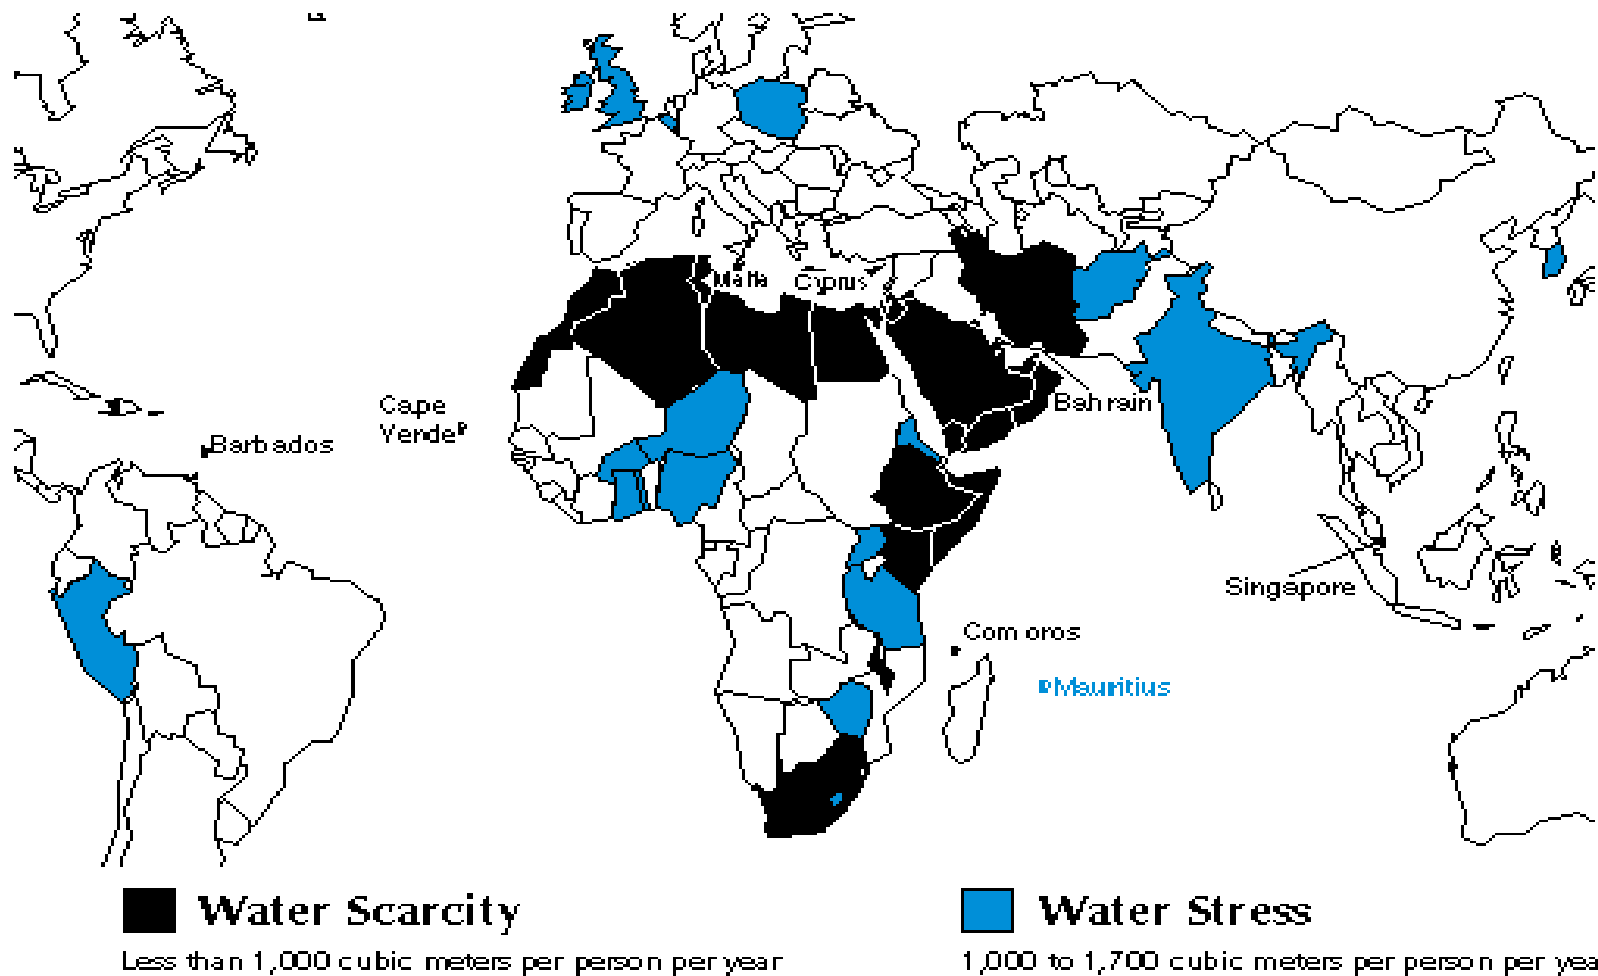 Malta
Cyprus
Cape
Verde
Barbados
Bahrain
Singapore
Comoros
Mauritius
Water Scarcity
Less than 1,000 cubic meters per person per year
Water Stress
1,000 to 1,700 cubic meters per person per yea